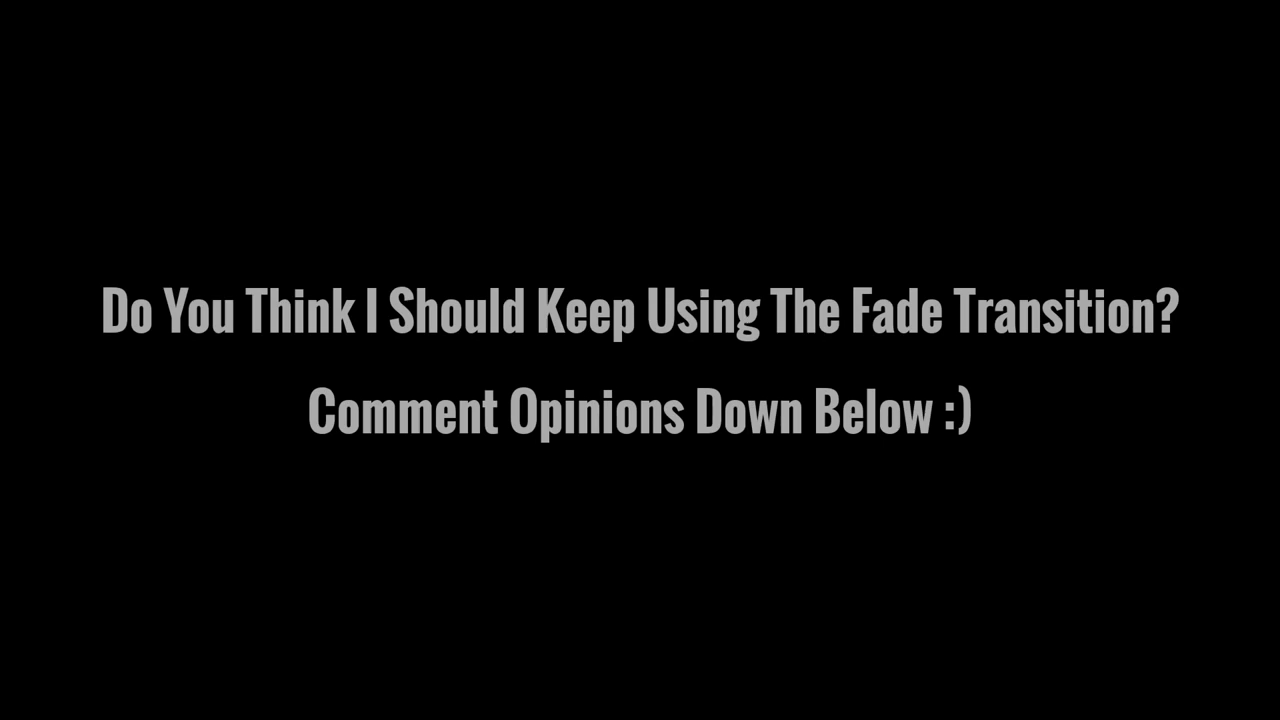 Do You Think I Should Keep Using The Fade Transition?
Comment Opinions Down Below :)